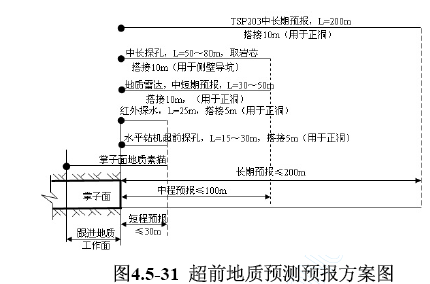 TSP203中长期预报，L=200m
搭接10m（用于正洞）
中长探孔，L=50～80m，取岩芯
搭接10m（用于侧壁导坑）
地质雷达，中短期预报，L=30～50m
搭接10m，（用于正洞）
红外探水，L=25m，搭接5m（用于正洞）
水平钻机超前探孔，L=15～30m，搭接5m（用于正洞）
掌子面地质素描
长期预报≤200m
掌子面
中程预报≤100m
短程预报
≤30m
跟进地质
工作面
图4.5-31 超前地质预测预报方案图